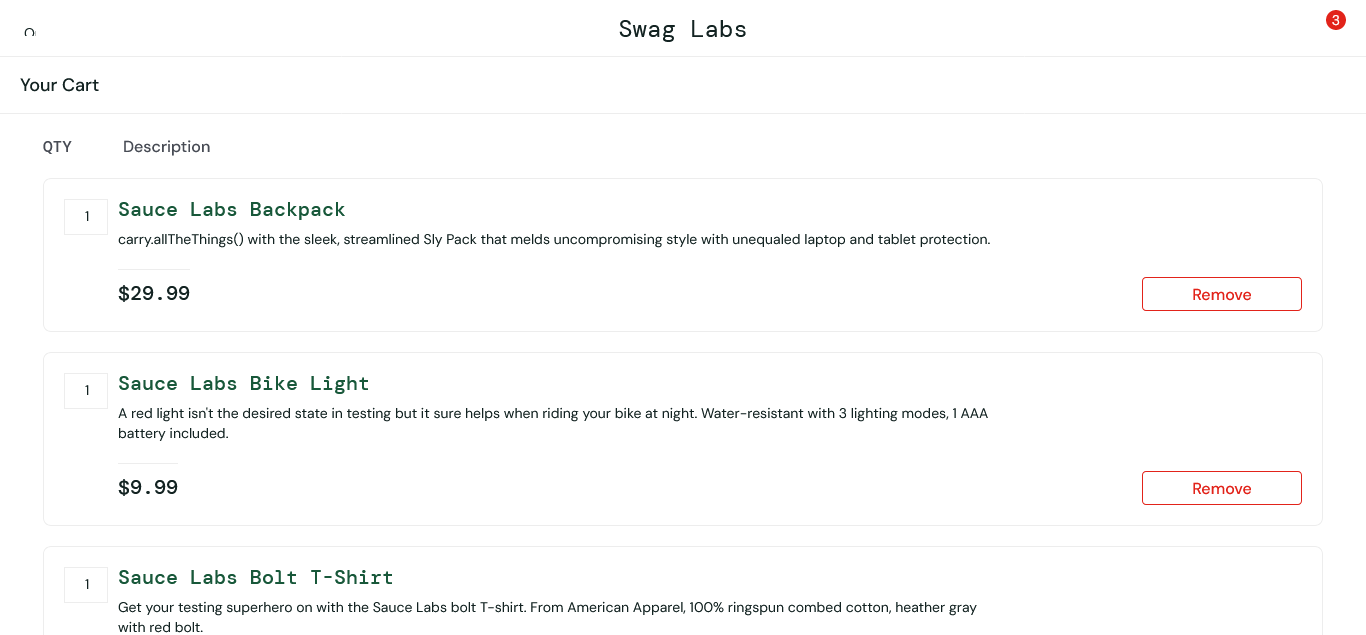 Swag Labs
3
Your Cart
QTY Description
1 Sauce Labs Backpack
carry.allTheThings() with the sleek, streamlined Sly Pack that melds uncompromising style with unequaled laptop and tablet protection.
$29.99 Remove
1 Sauce Labs Bike Light
A red light isn't the desired state in testing but it sure helps when riding your bike at night. Water-resistant with 3 lighting modes, 1 AAA
battery included.
$9.99 Remove
1 Sauce Labs Bolt T-Shirt
Get your testing superhero on with the Sauce Labs bolt T-shirt. From American Apparel, 100% ringspun combed cotton, heather gray
with red bolt.